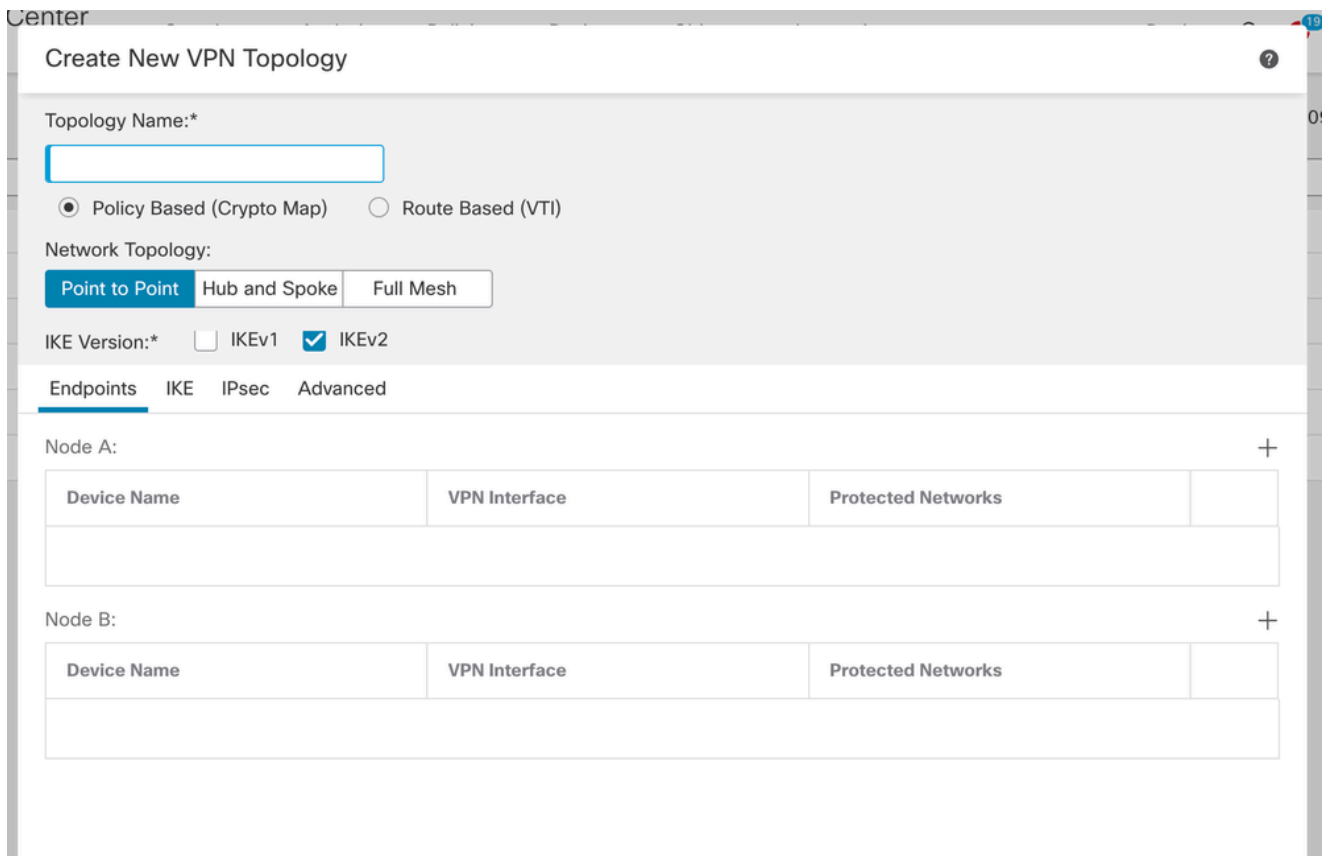 Center
19
Create New VPN Topology
?
Topology Name:*
Policy Based (Crypto Map) Route Based (VTI)
Network Topology:
Point to Point Hub and Spoke Full Mesh
IKE Version:* IKEv1 IKEv2
Endpoints IKE IPsec Advanced
Node A: +
Device Name VPN Interface Protected Networks
Node B: +
Device Name VPN Interface Protected Networks